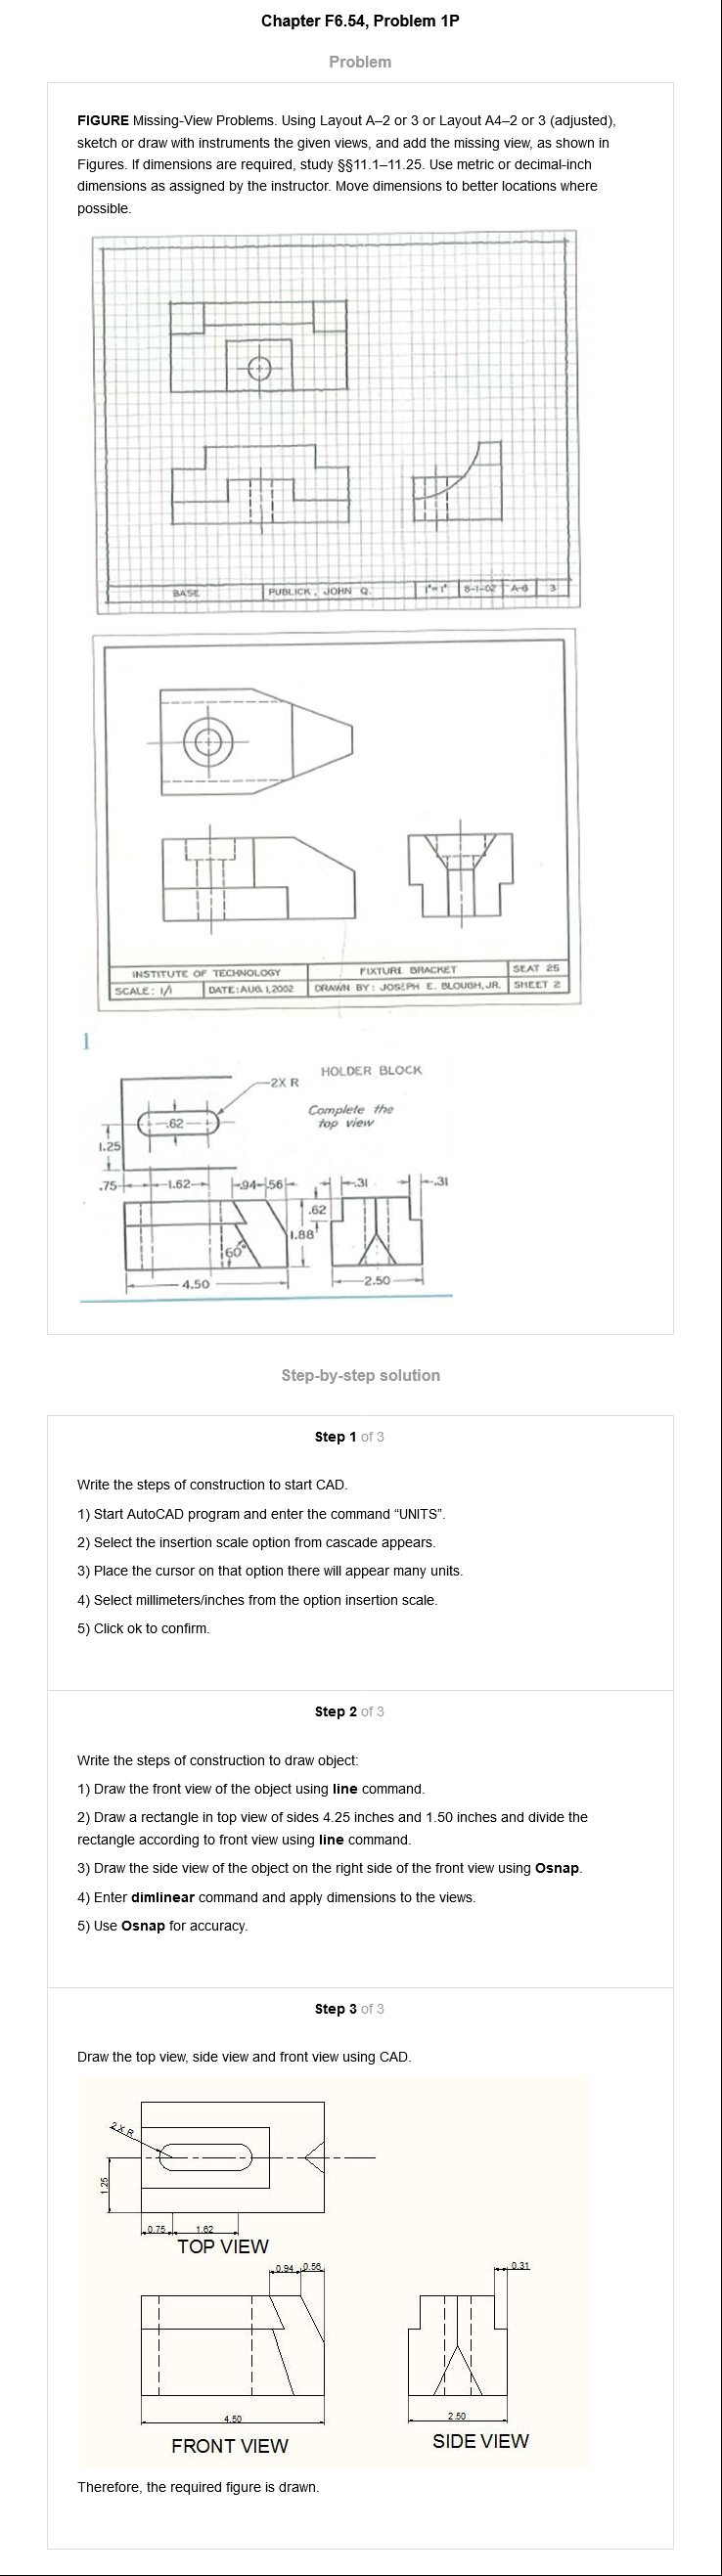 Chapter F6.54, Problem 1P
Problem
FIGURE Missing-View Problems. Using Layout A–2 or 3 or Layout A4–2 or 3 (adjusted),
sketch or draw with instruments the given views, and add the missing view, as shown in
Figures. If dimensions are required, study §§11.1–11.25. Use metric or decimal-inch
dimensions as assigned by the instructor. Move dimensions to better locations where
possible.
BASE PUBLICK, JOHN Q. 1"=1" 8-1-02 A-6 3
INSTITUTE OF TECHNOLOGY FIXTURE BRACKET SEAT 25
SCALE: 1/1 DATE: AUG. 1, 2002 DRAWN BY: JOSEPH E. BLOUGH, JR. SHEET 2
1
HOLDER BLOCK
2X R
Complete the
top view
.62
1.25
.75 1.62 .94 .56 .31 .31
.62
1.88
60°
4.50 2.50
Step-by-step solution
Step 1 of 3
Write the steps of construction to start CAD.
1) Start AutoCAD program and enter the command “UNITS”.
2) Select the insertion scale option from cascade appears.
3) Place the cursor on that option there will appear many units.
4) Select millimeters/inches from the option insertion scale.
5) Click ok to confirm.
Step 2 of 3
Write the steps of construction to draw object:
1) Draw the front view of the object using line command.
2) Draw a rectangle in top view of sides 4.25 inches and 1.50 inches and divide the
rectangle according to front view using line command.
3) Draw the side view of the object on the right side of the front view using Osnap.
4) Enter dimlinear command and apply dimensions to the views.
5) Use Osnap for accuracy.
Step 3 of 3
Draw the top view, side view and front view using CAD.
2 X R
1.25
0.75 1.62
TOP VIEW
0.94 0.56 0.31
4.50 2.50
FRONT VIEW SIDE VIEW
Therefore, the required figure is drawn.